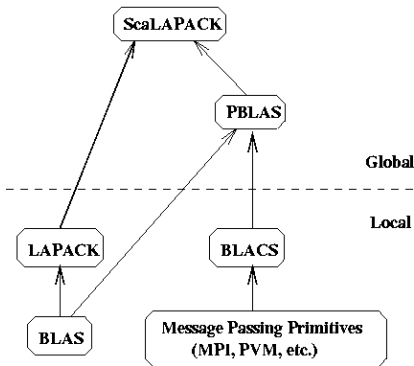 ScaLAPACK
PBLAS
Global
Local
LAPACK
BLACS
BLAS
Message Passing Primitives
(MPI, PVM, etc.)